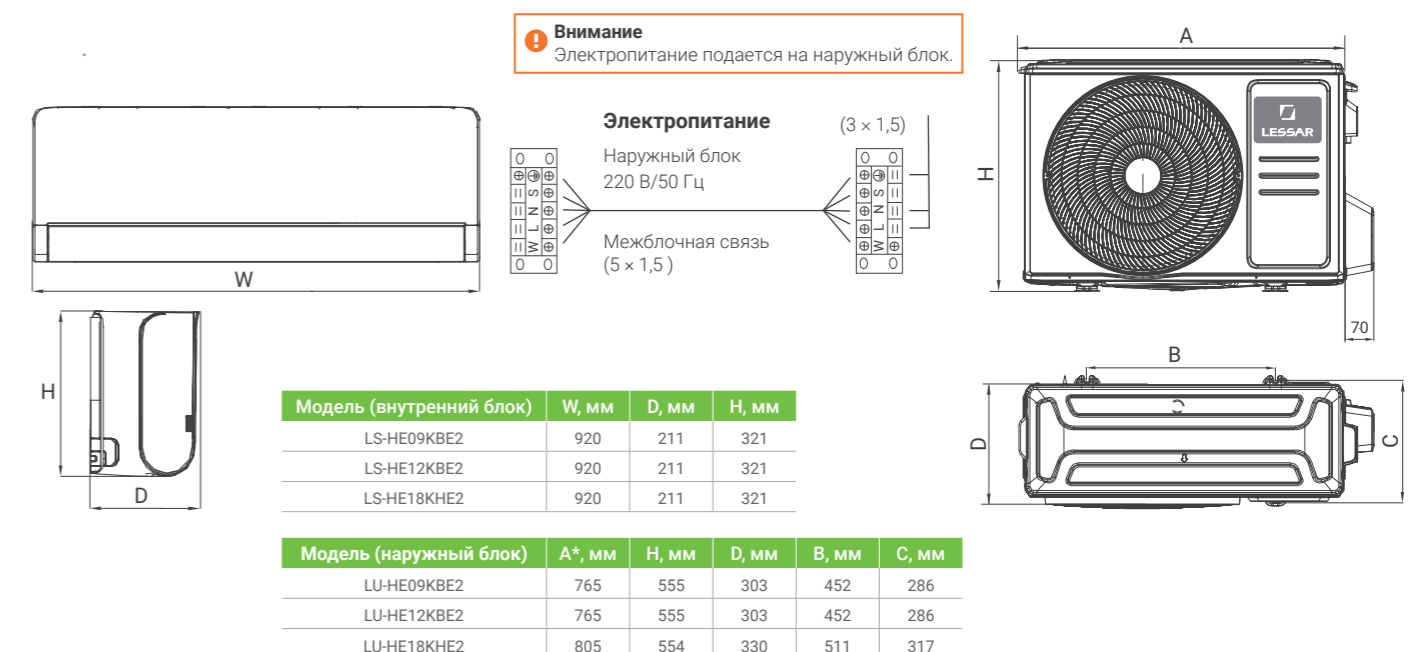 Внимание
Электропитание подается на наружный блок.
A
Электропитание
(3 × 1,5)
LESSAR
Наружный блок
220 В/50 Гц
H
S
N
L
W
S
N
L
W
Межблочная связь
(5 × 1,5 )
W
70
H
D
B
D
C
Модель (внутренний блок) W, мм D, мм H, мм
LS-HE09KBE2 920 211 321
LS-HE12KBE2 920 211 321
LS-HE18KHE2 920 211 321
Модель (наружный блок) A*, мм H, мм D, мм B, мм C, мм
LU-HE09KBE2 765 555 303 452 286
LU-HE12KBE2 765 555 303 452 286
LU-HE18KHE2 805 554 330 511 317